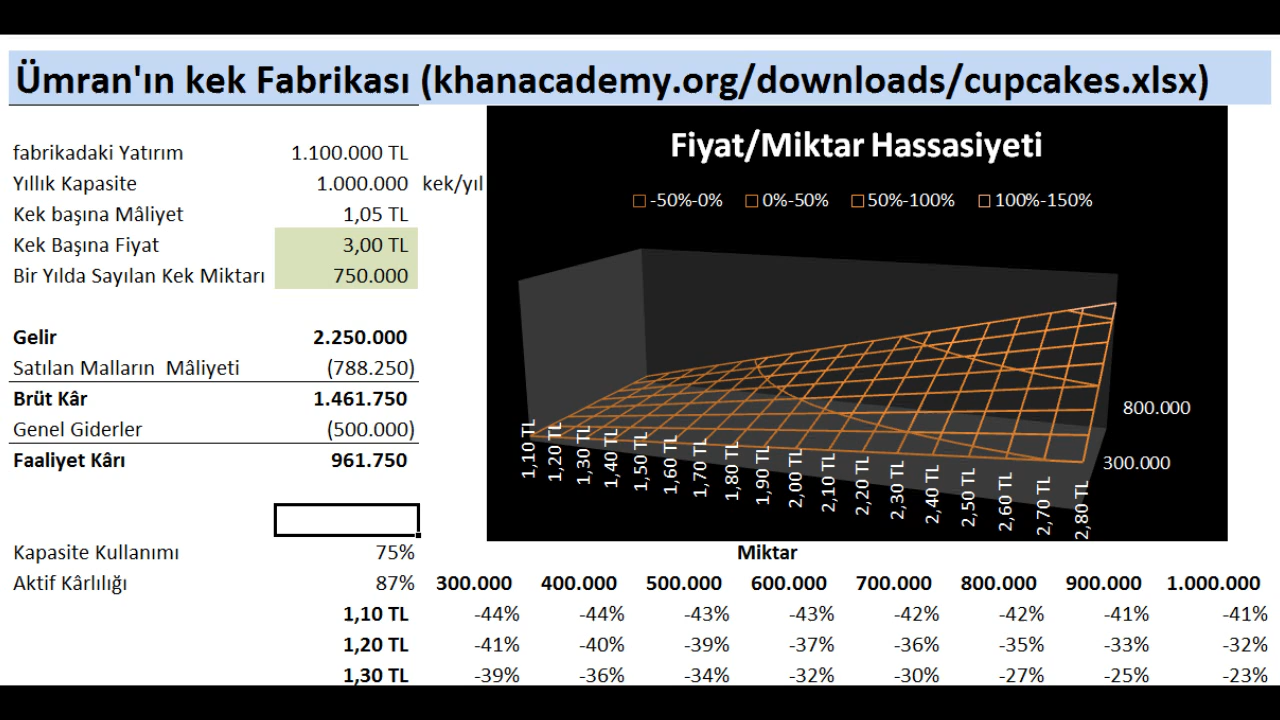 Ümran'ın kek Fabrikası (khanacademy.org/downloads/cupcakes.xlsx)
fabrikadaki Yatırım 1.100.000 TL
Yıllık Kapasite 1.000.000 kek/yıl
Kek başına Mâliyet 1,05 TL
Kek Başına Fiyat 3,00 TL
Bir Yılda Sayılan Kek Miktarı 750.000
Gelir 2.250.000
Satılan Malların Mâliyeti (788.250)
Brüt Kâr 1.461.750
Genel Giderler (500.000)
Faaliyet Kârı 961.750
Fiyat/Miktar Hassasiyeti
-50%-0% 0%-50% 50%-100% 100%-150%
800.000
300.000
1,10 TL 1,20 TL 1,30 TL 1,40 TL 1,50 TL 1,60 TL 1,70 TL 1,80 TL 1,90 TL 2,00 TL 2,10 TL 2,20 TL 2,30 TL 2,40 TL 2,50 TL 2,60 TL 2,70 TL 2,80 TL
Kapasite Kullanımı 75% Miktar
Aktif Kârlılığı 87% 300.000 400.000 500.000 600.000 700.000 800.000 900.000 1.000.000
1,10 TL -44% -44% -43% -43% -42% -42% -41% -41%
1,20 TL -41% -40% -39% -37% -36% -35% -33% -32%
1,30 TL -39% -36% -34% -32% -30% -27% -25% -23%